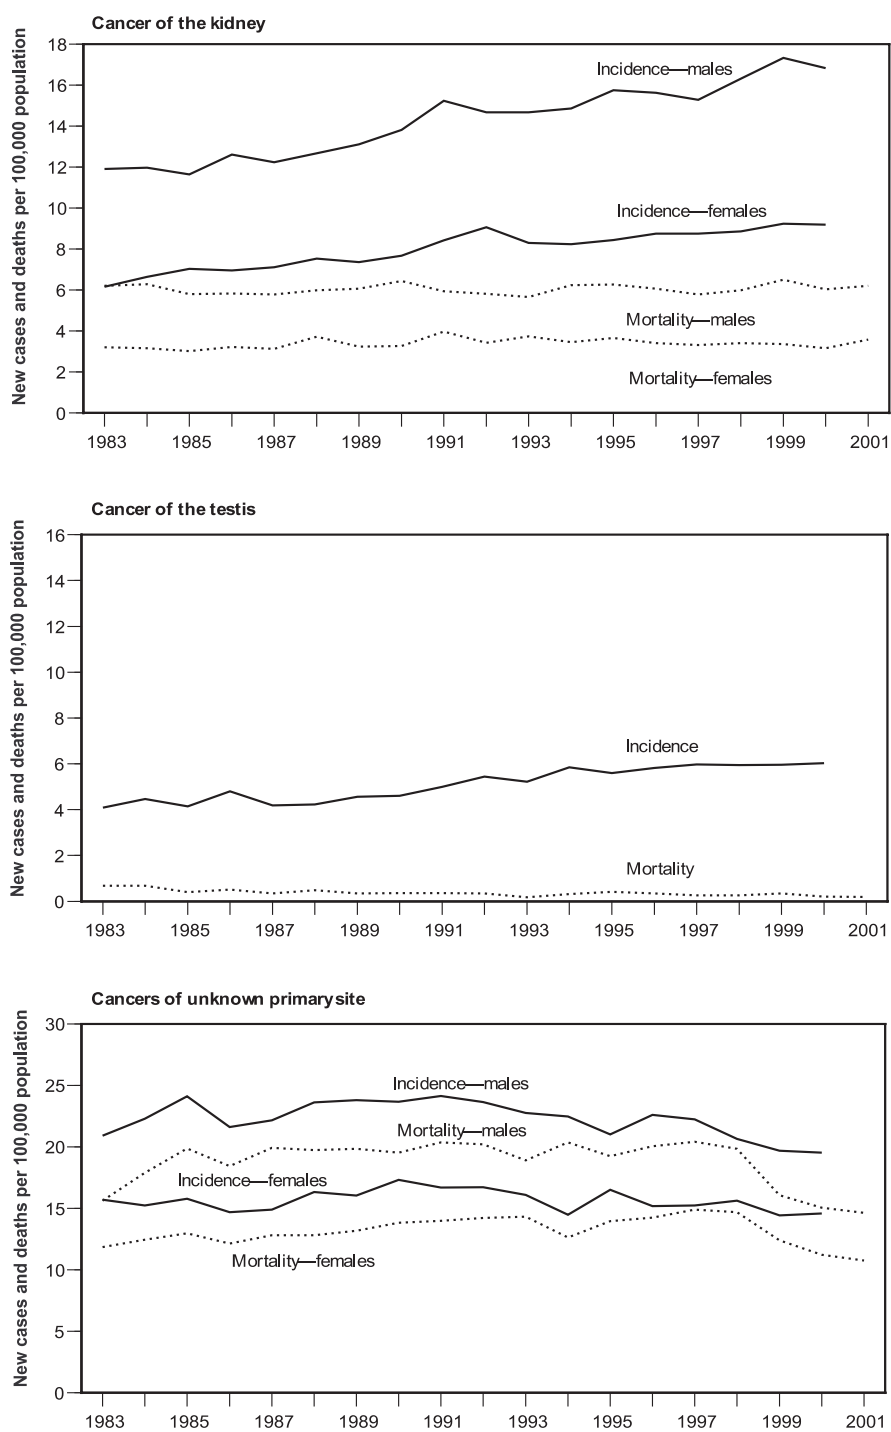 Cancer of the kidney
New cases and deaths per 100,000 population
18
16
14
12
10
8
6
4
2
0
Incidence—males
Incidence—females
Mortality—males
Mortality—females
1983 1985 1987 1989 1991 1993 1995 1997 1999 2001
Cancer of the testis
New cases and deaths per 100,000 population
16
14
12
10
8
6
4
2
0
Incidence
Mortality
1983 1985 1987 1989 1991 1993 1995 1997 1999 2001
Cancers of unknown primary site
New cases and deaths per 100,000 population
30
25
20
15
10
5
0
Incidence—males
Mortality—males
Incidence—females
Mortality—females
1983 1985 1987 1989 1991 1993 1995 1997 1999 2001